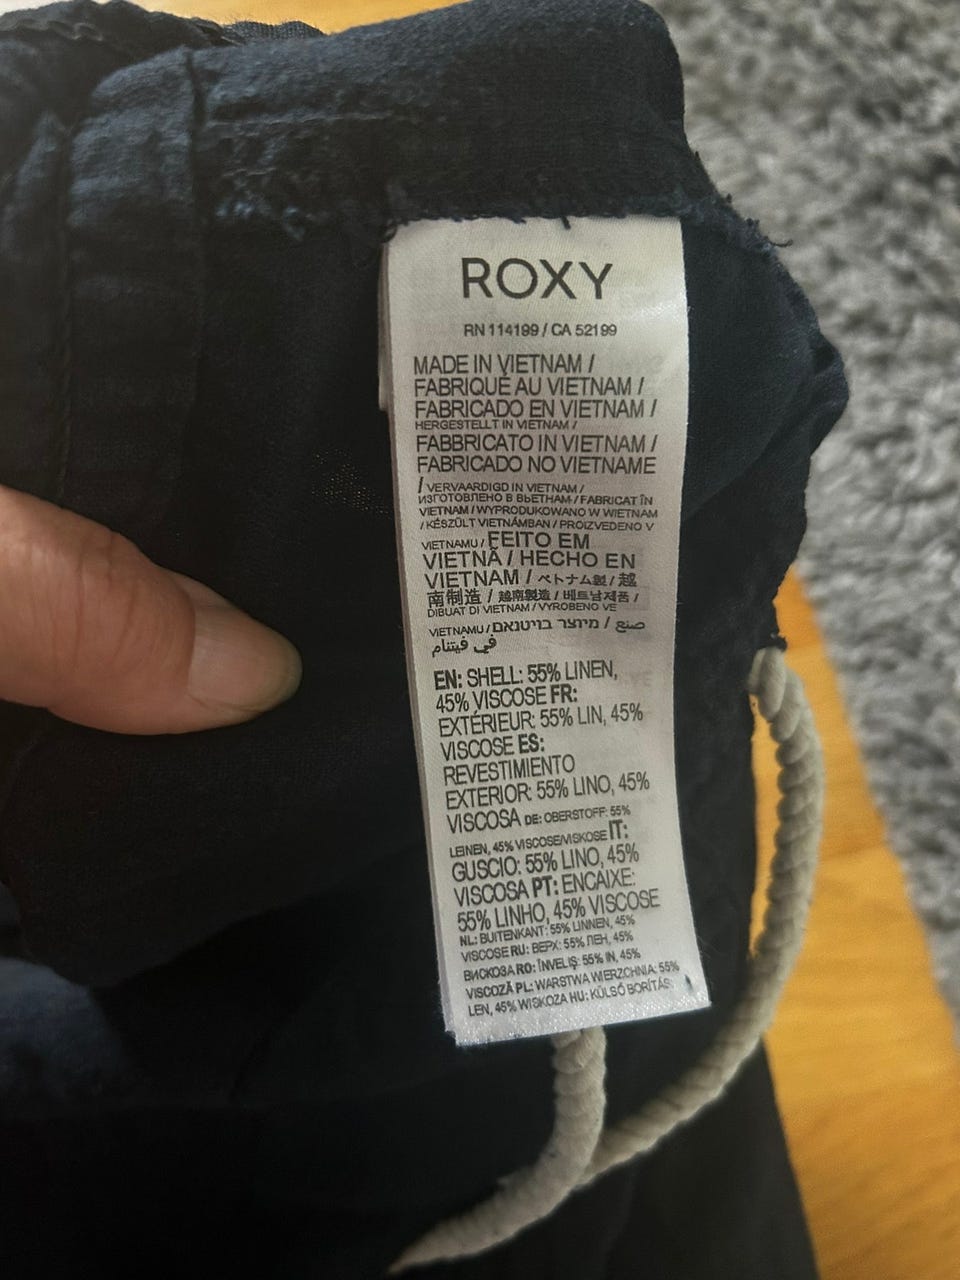 ROXY
RN 114199 / CA 52199
MADE IN VIETNAM /
FABRIQUÉ AU VIETNAM /
FABRICADO EN VIETNAM /
HERGESTELLT IN VIETNAM /
FABBRICATO IN VIETNAM /
FABRICADO NO VIETNAME
/ VERVAARDIGD IN VIETNAM /
ИЗГОТОВЛЕНО В ВЬЕТНАМ / FABRICAT ÎN
VIETNAM / WYPRODUKOWANO W WIETNAM
/ KÉSZÜLT VIETNÁMBAN / PROIZVEDENO V
VIETNAMU / FEITO EM
VIETNÃ / HECHO EN
VIETNAM / ベトナム製 / 越
南制造 / 越南製造 / 베트남제품 /
DIBUAT DI VIETNAM / VYROBENO VE
VIETNAMU / מיוצר בויטנאם / صنع
في فيتنام
EN: SHELL: 55% LINEN,
45% VISCOSE FR:
EXTÉRIEUR: 55% LIN, 45%
VISCOSE ES:
REVESTIMIENTO
EXTERIOR: 55% LINO, 45%
VISCOSA DE: OBERSTOFF: 55%
LEINEN, 45% VISCOSE/VISKOSE IT:
GUSCIO: 55% LINO, 45%
VISCOSA PT: ENCAIXE:
55% LINHO, 45% VISCOSE
NL: BUITENKANT: 55% LINNEN, 45%
VISCOSE RU: ВЕРХ: 55% ЛЕН, 45%
ВИСКОЗА RO: ÎNVELIŞ: 55% IN, 45%
VISCOZĂ PL: WARSTWA WIERZCHNIA: 55%
LEN, 45% WISKOZA HU: KÜLSŐ BORÍTÁS: